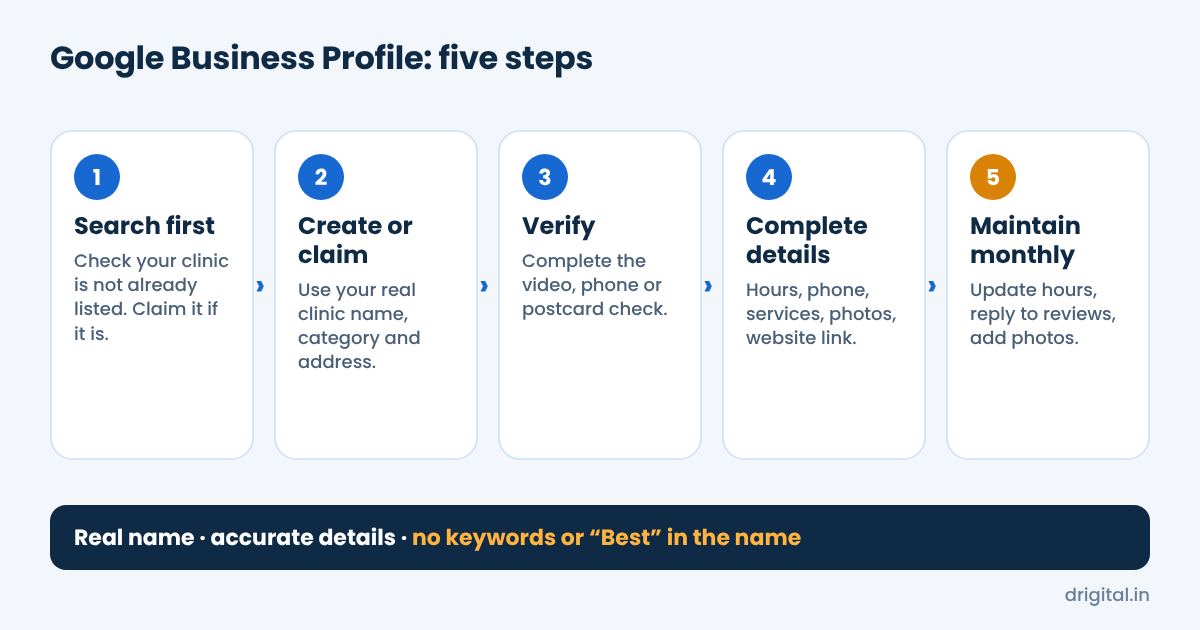 Google Business Profile: five steps
1
Search first
Check your clinic
is not already
listed. Claim it if
it is.
›
2
Create or
claim
Use your real
clinic name,
category and
address.
›
3
Verify
Complete the
video, phone or
postcard check.
›
4
Complete
details
Hours, phone,
services, photos,
website link.
›
5
Maintain
monthly
Update hours,
reply to reviews,
add photos.
Real name · accurate details · no keywords or “Best” in the name
drigital.in